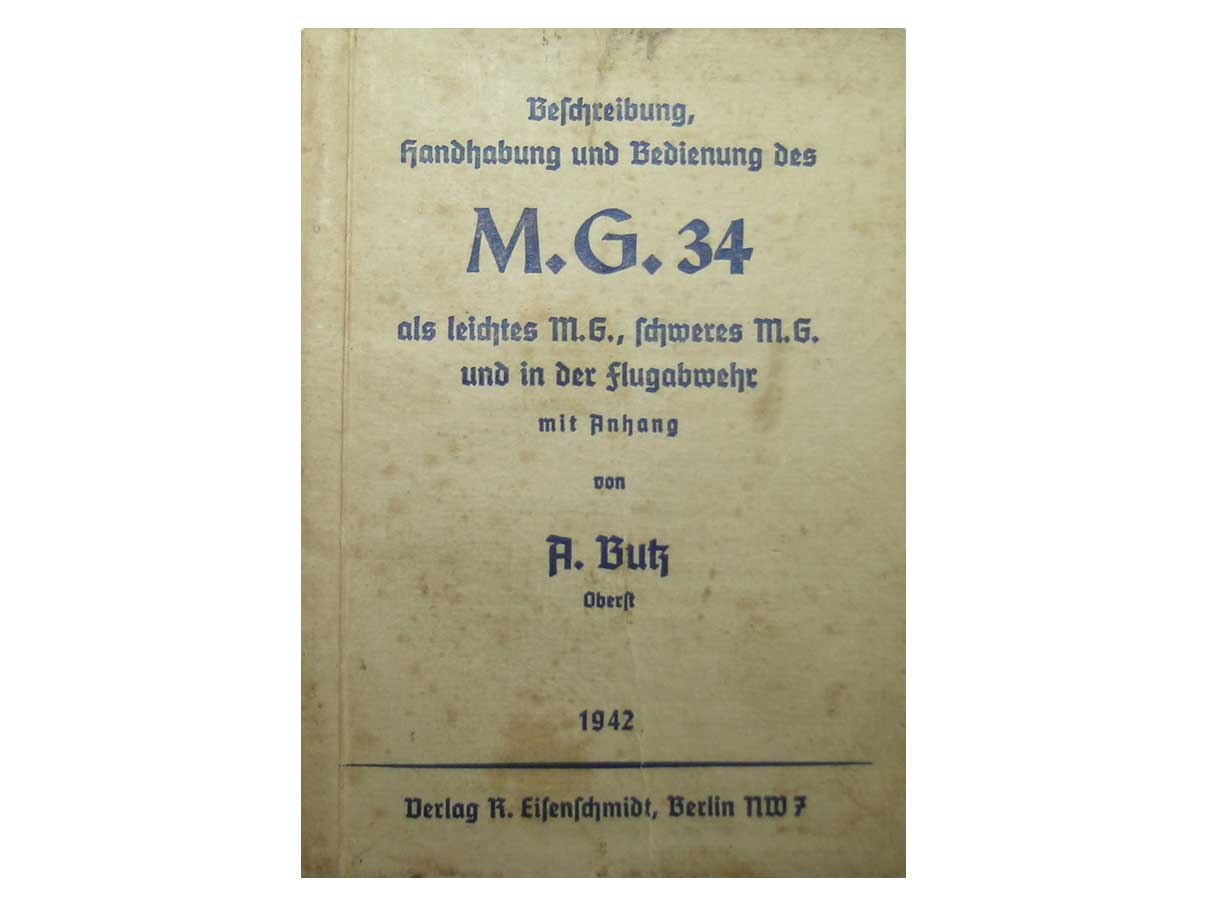 Beſchreibung,
Handhabung und Bedienung des
M.G. 34
als leichtes M.G., ſchweres M.G.
und in der Flugabwehr
mit Anhang
von
A. Butz
Oberſt
1942
Verlag R. Eiſenſchmidt, Berlin NW 7